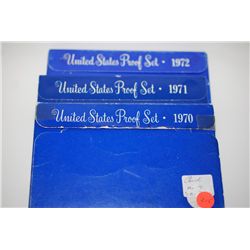 United States Proof Set • 1972
United States Proof Set • 1971
United States Proof Set • 1970